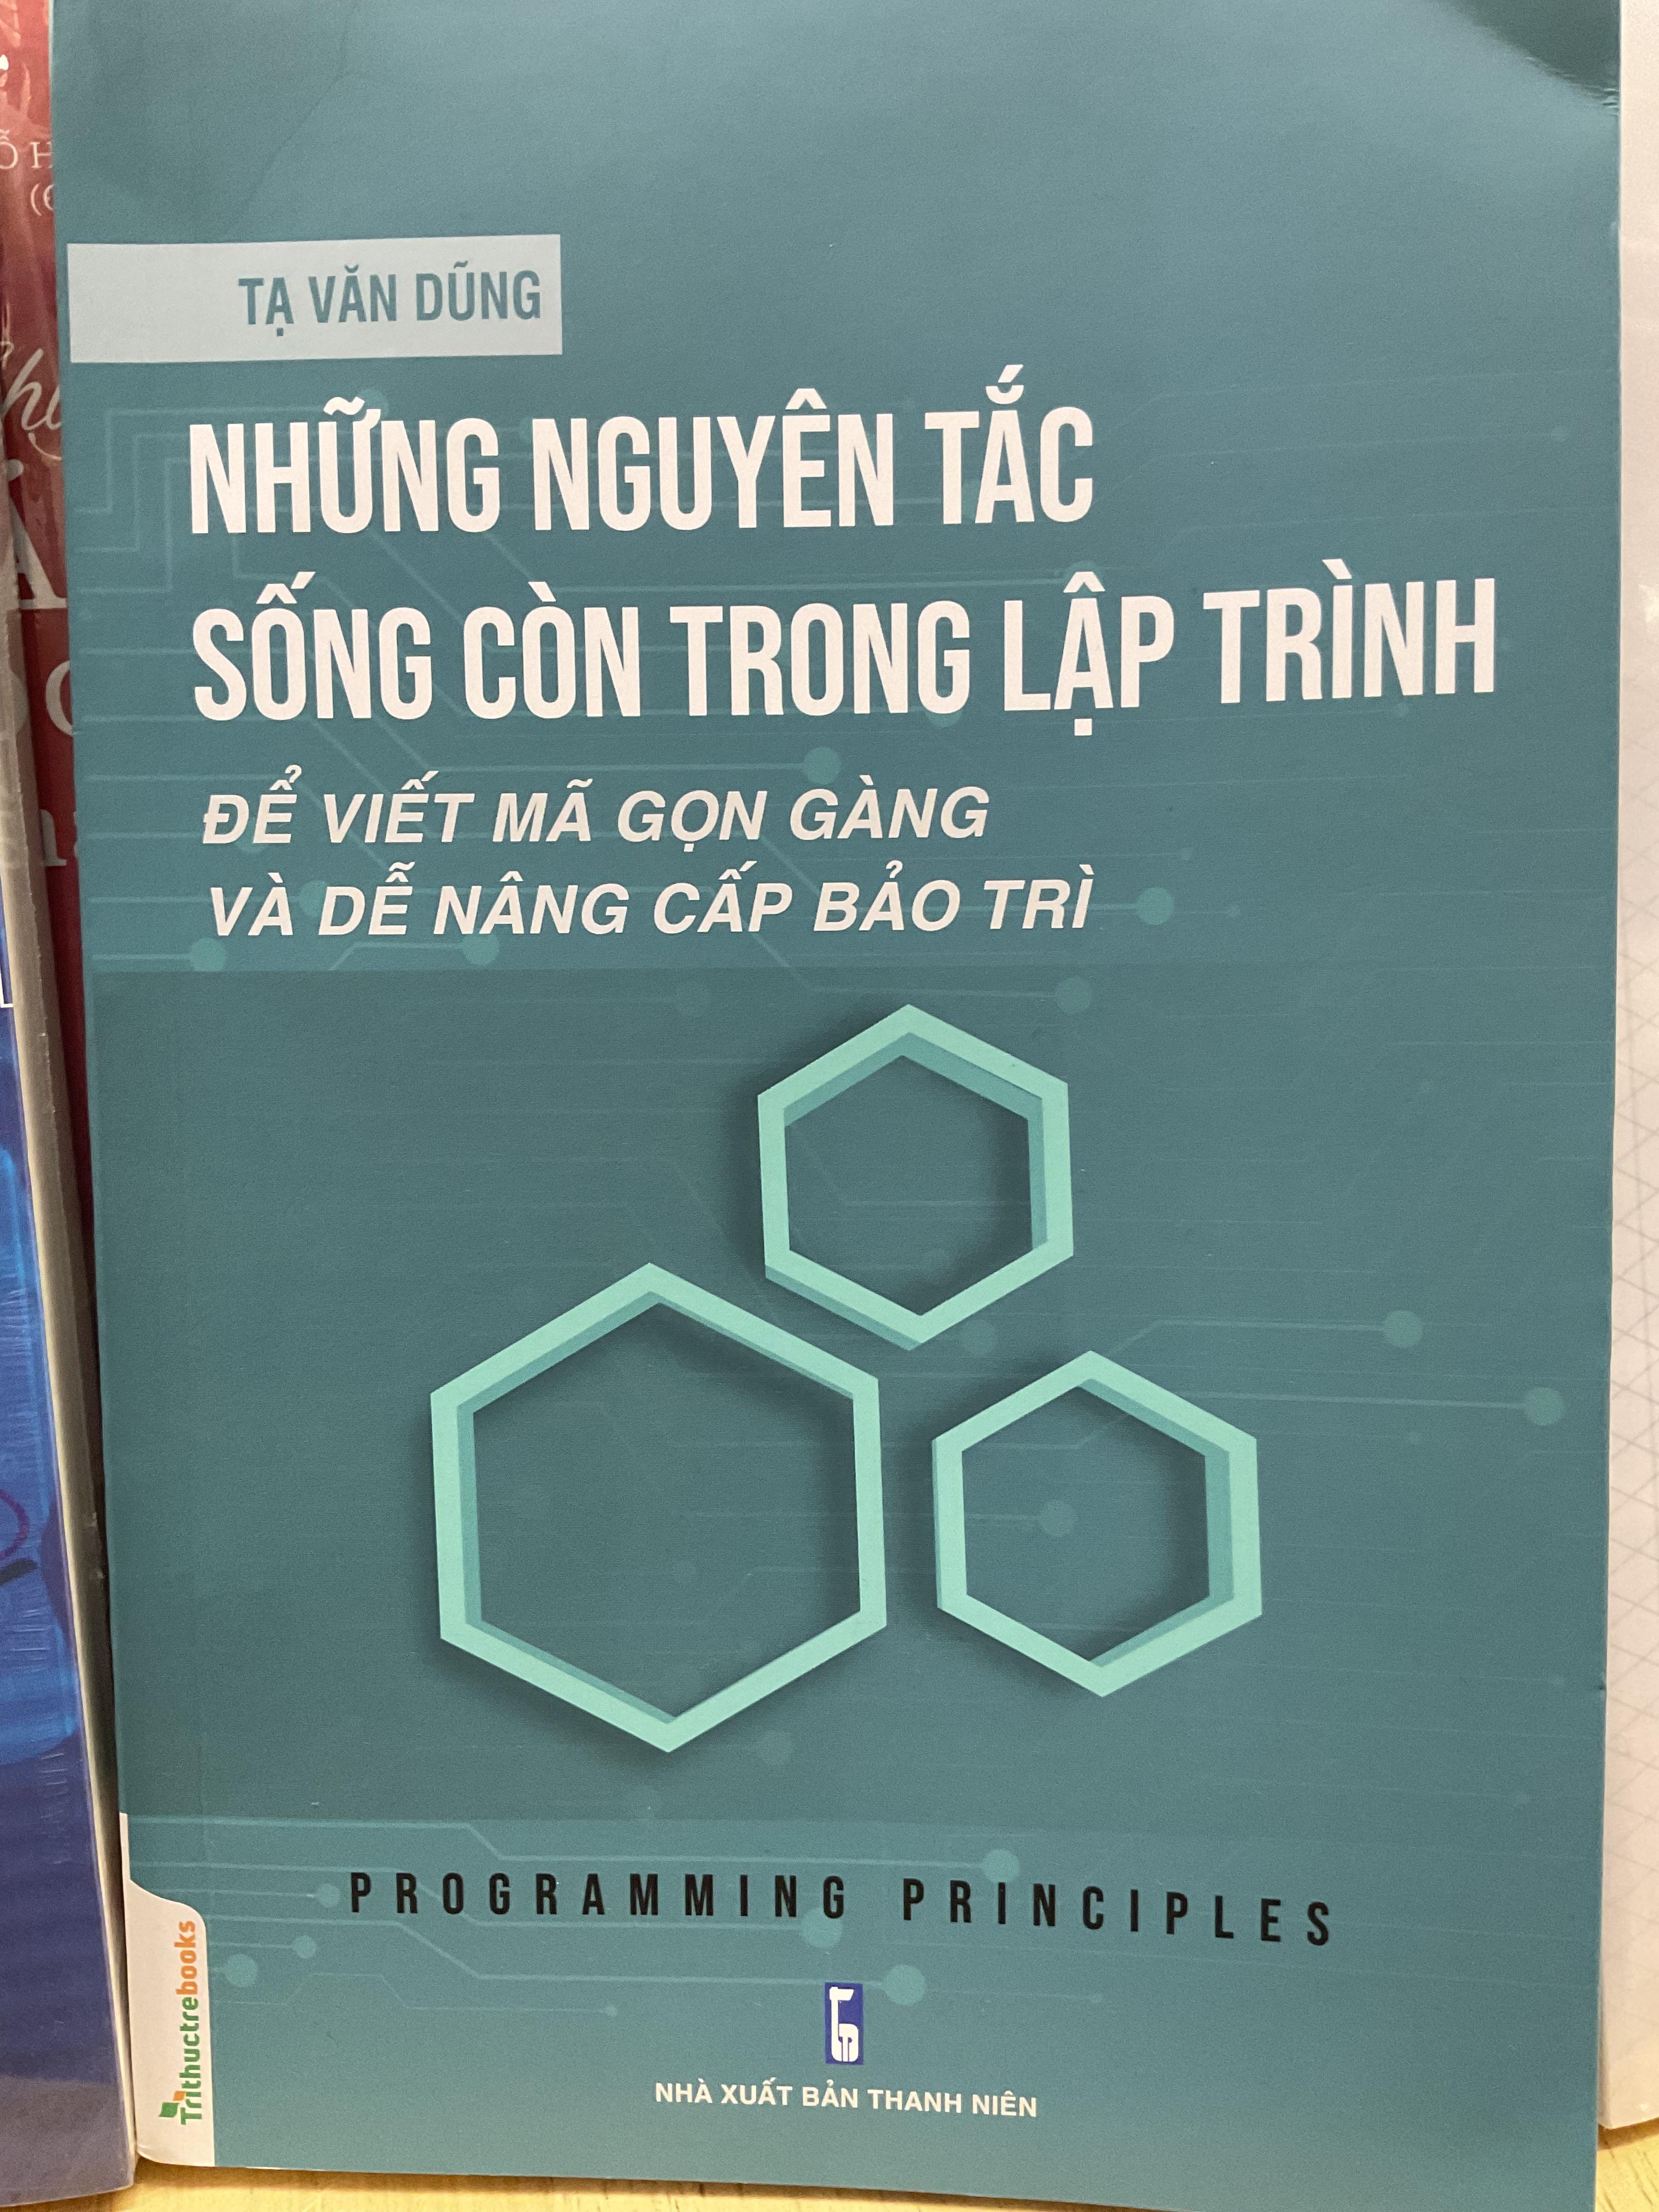 TẠ VĂN DŨNG
NHỮNG NGUYÊN TẮC
SỐNG CÒN TRONG LẬP TRÌNH
ĐỂ VIẾT MÃ GỌN GÀNG
VÀ DỄ NÂNG CẤP BẢO TRÌ
PROGRAMMING PRINCIPLES
Trithuctrebooks
NHÀ XUẤT BẢN THANH NIÊN